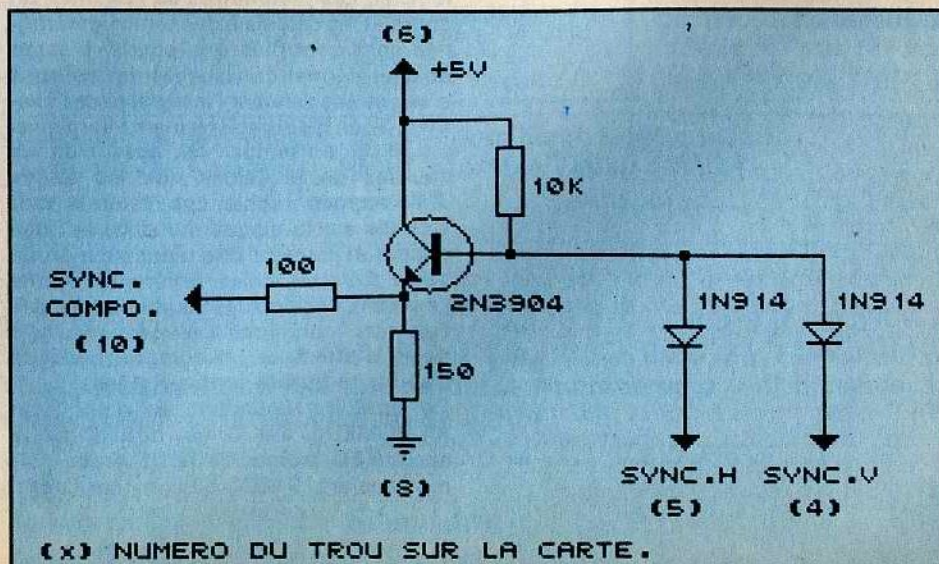 (6)
+5V
10K
100
SYNC.
COMPO.
(10)
2N3904
1N914
1N914
150
(8)
SYNC.H
SYNC.V
(5)
(4)
(x) NUMERO DU TROU SUR LA CARTE.